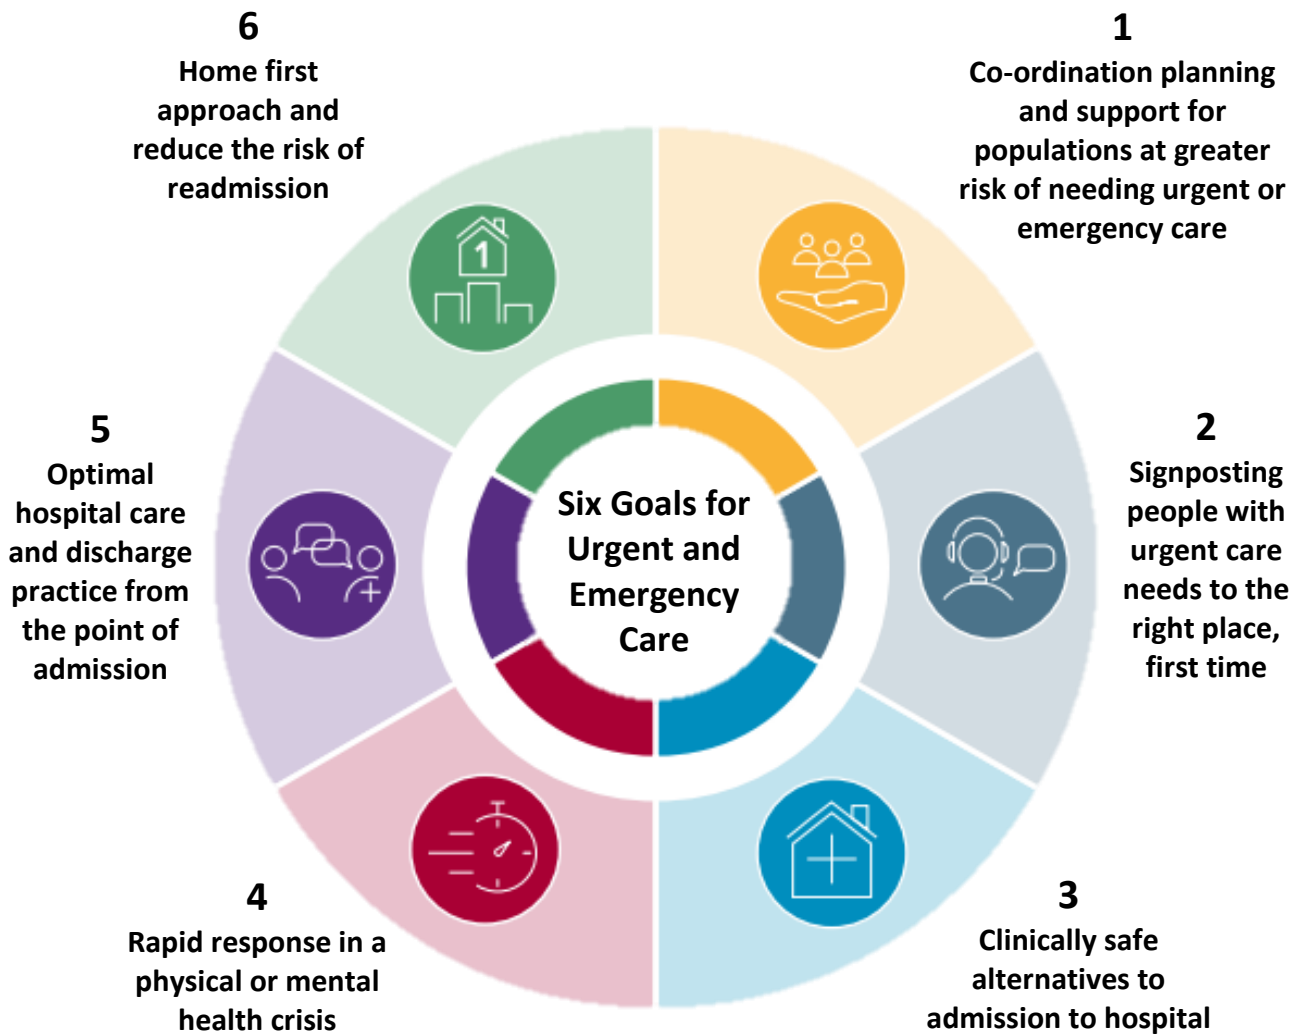 6
Home first
approach and
reduce the risk of
readmission
1
Co-ordination planning
and support for
populations at greater
risk of needing urgent or
emergency care
1
5
Optimal
hospital care
and discharge
practice from
the point of
admission
Six Goals for
Urgent and
Emergency
Care
2
Signposting
people with
urgent care
needs to the
right place,
first time
4
Rapid response in a
physical or mental
health crisis
3
Clinically safe
alternatives to
admission to hospital